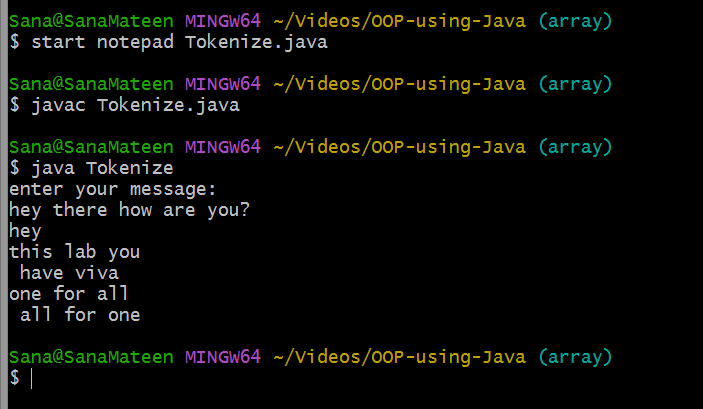 Sana@SanaMateen MINGW64 ~/Videos/OOP-using-Java (array)
$ start notepad Tokenize.java
Sana@SanaMateen MINGW64 ~/Videos/OOP-using-Java (array)
$ javac Tokenize.java
Sana@SanaMateen MINGW64 ~/Videos/OOP-using-Java (array)
$ java Tokenize
enter your message:
hey there how are you?
hey
this lab you
 have viva
one for all
 all for one
Sana@SanaMateen MINGW64 ~/Videos/OOP-using-Java (array)
$